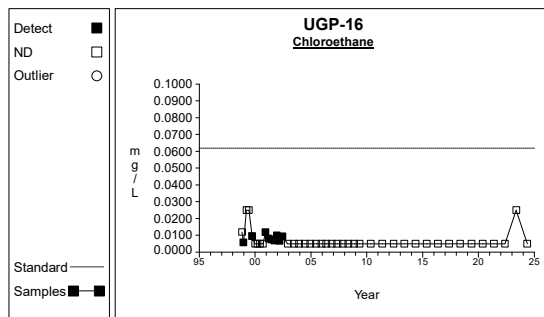 Detect
ND
Outlier
Standard
Samples
UGP-16
Chloroethane
mg/L
0.1000
0.0900
0.0800
0.0700
0.0600
0.0500
0.0400
0.0300
0.0200
0.0100
0.0000
95 00 05 10 15 20 25
Year